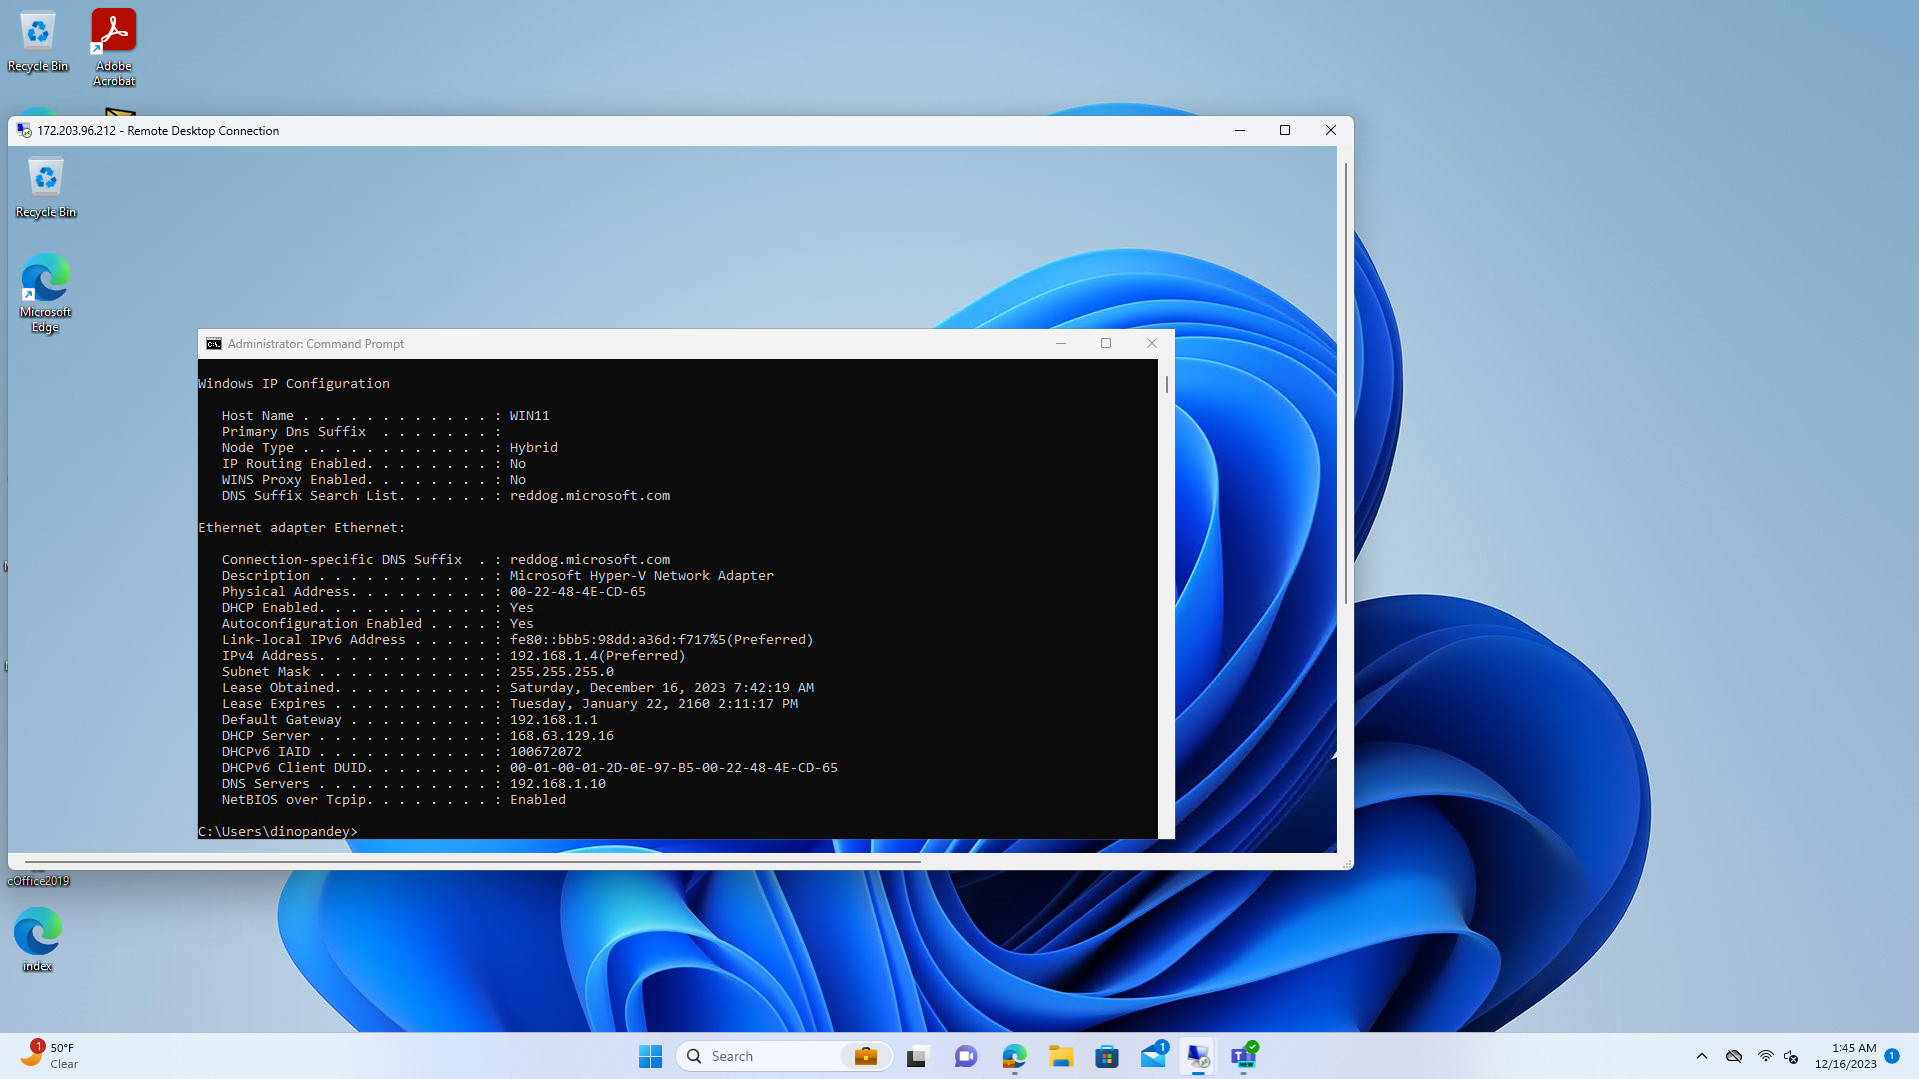 Recycle Bin
Adobe
Acrobat
172.203.96.212 - Remote Desktop Connection
Recycle Bin
Microsoft
Edge
Administrator: Command Prompt
Windows IP Configuration
Host Name . . . . . . . . . . . . : WIN11
Primary Dns Suffix  . . . . . . . :
Node Type . . . . . . . . . . . . : Hybrid
IP Routing Enabled. . . . . . . . : No
WINS Proxy Enabled. . . . . . . . : No
DNS Suffix Search List. . . . . . : reddog.microsoft.com
Ethernet adapter Ethernet:
Connection-specific DNS Suffix  . : reddog.microsoft.com
Description . . . . . . . . . . . : Microsoft Hyper-V Network Adapter
Physical Address. . . . . . . . . : 00-22-48-4E-CD-65
DHCP Enabled. . . . . . . . . . . : Yes
Autoconfiguration Enabled . . . . : Yes
Link-local IPv6 Address . . . . . : fe80::bbb5:98dd:a36d:f717%5(Preferred)
IPv4 Address. . . . . . . . . . . : 192.168.1.4(Preferred)
Subnet Mask . . . . . . . . . . . : 255.255.255.0
Lease Obtained. . . . . . . . . . : Saturday, December 16, 2023 7:42:19 AM
Lease Expires . . . . . . . . . . : Tuesday, January 22, 2160 2:11:17 PM
Default Gateway . . . . . . . . . : 192.168.1.1
DHCP Server . . . . . . . . . . . : 168.63.129.16
DHCPv6 IAID . . . . . . . . . . . : 100672072
DHCPv6 Client DUID. . . . . . . . : 00-01-00-01-2D-0E-97-B5-00-22-48-4E-CD-65
DNS Servers . . . . . . . . . . . : 192.168.1.10
NetBIOS over Tcpip. . . . . . . . : Enabled
C:\Users\dinopandey>
cOffice2019
index
1
50°F
Clear
Search
1
NEW
1:45 AM
12/16/2023
1